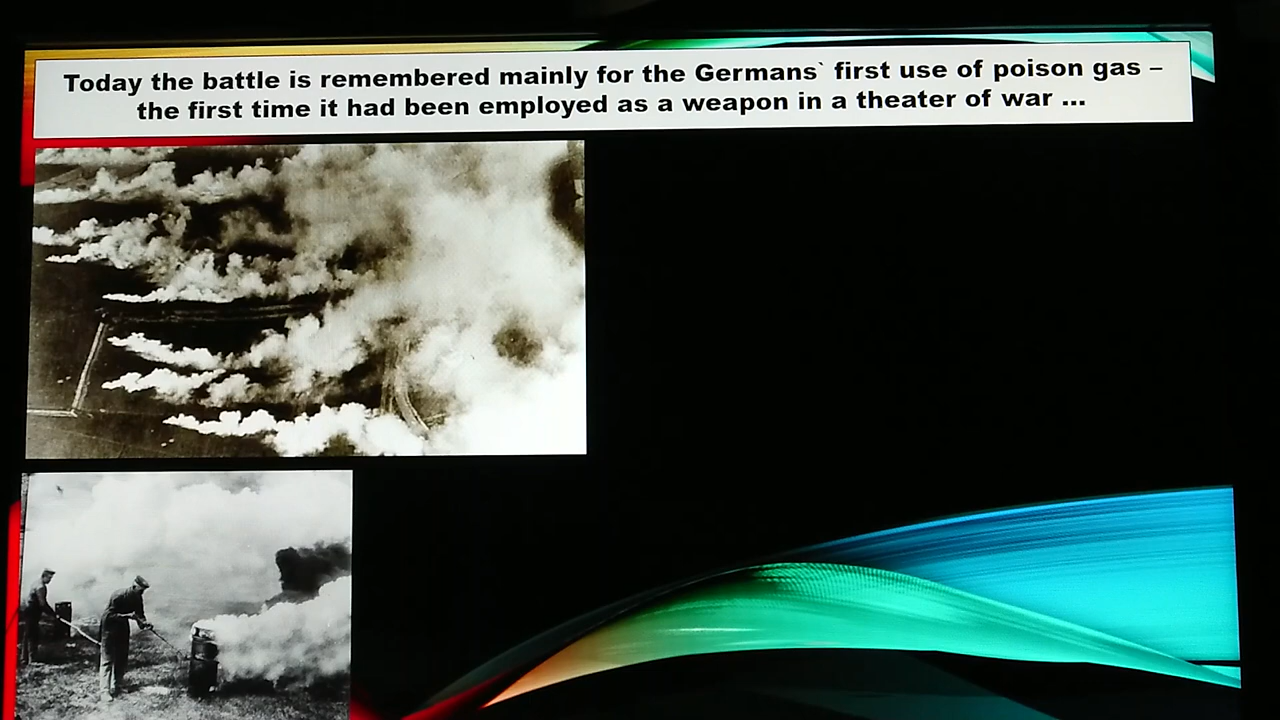 Today the battle is remembered mainly for the Germans` first use of poison gas –
the first time it had been employed as a weapon in a theater of war ...